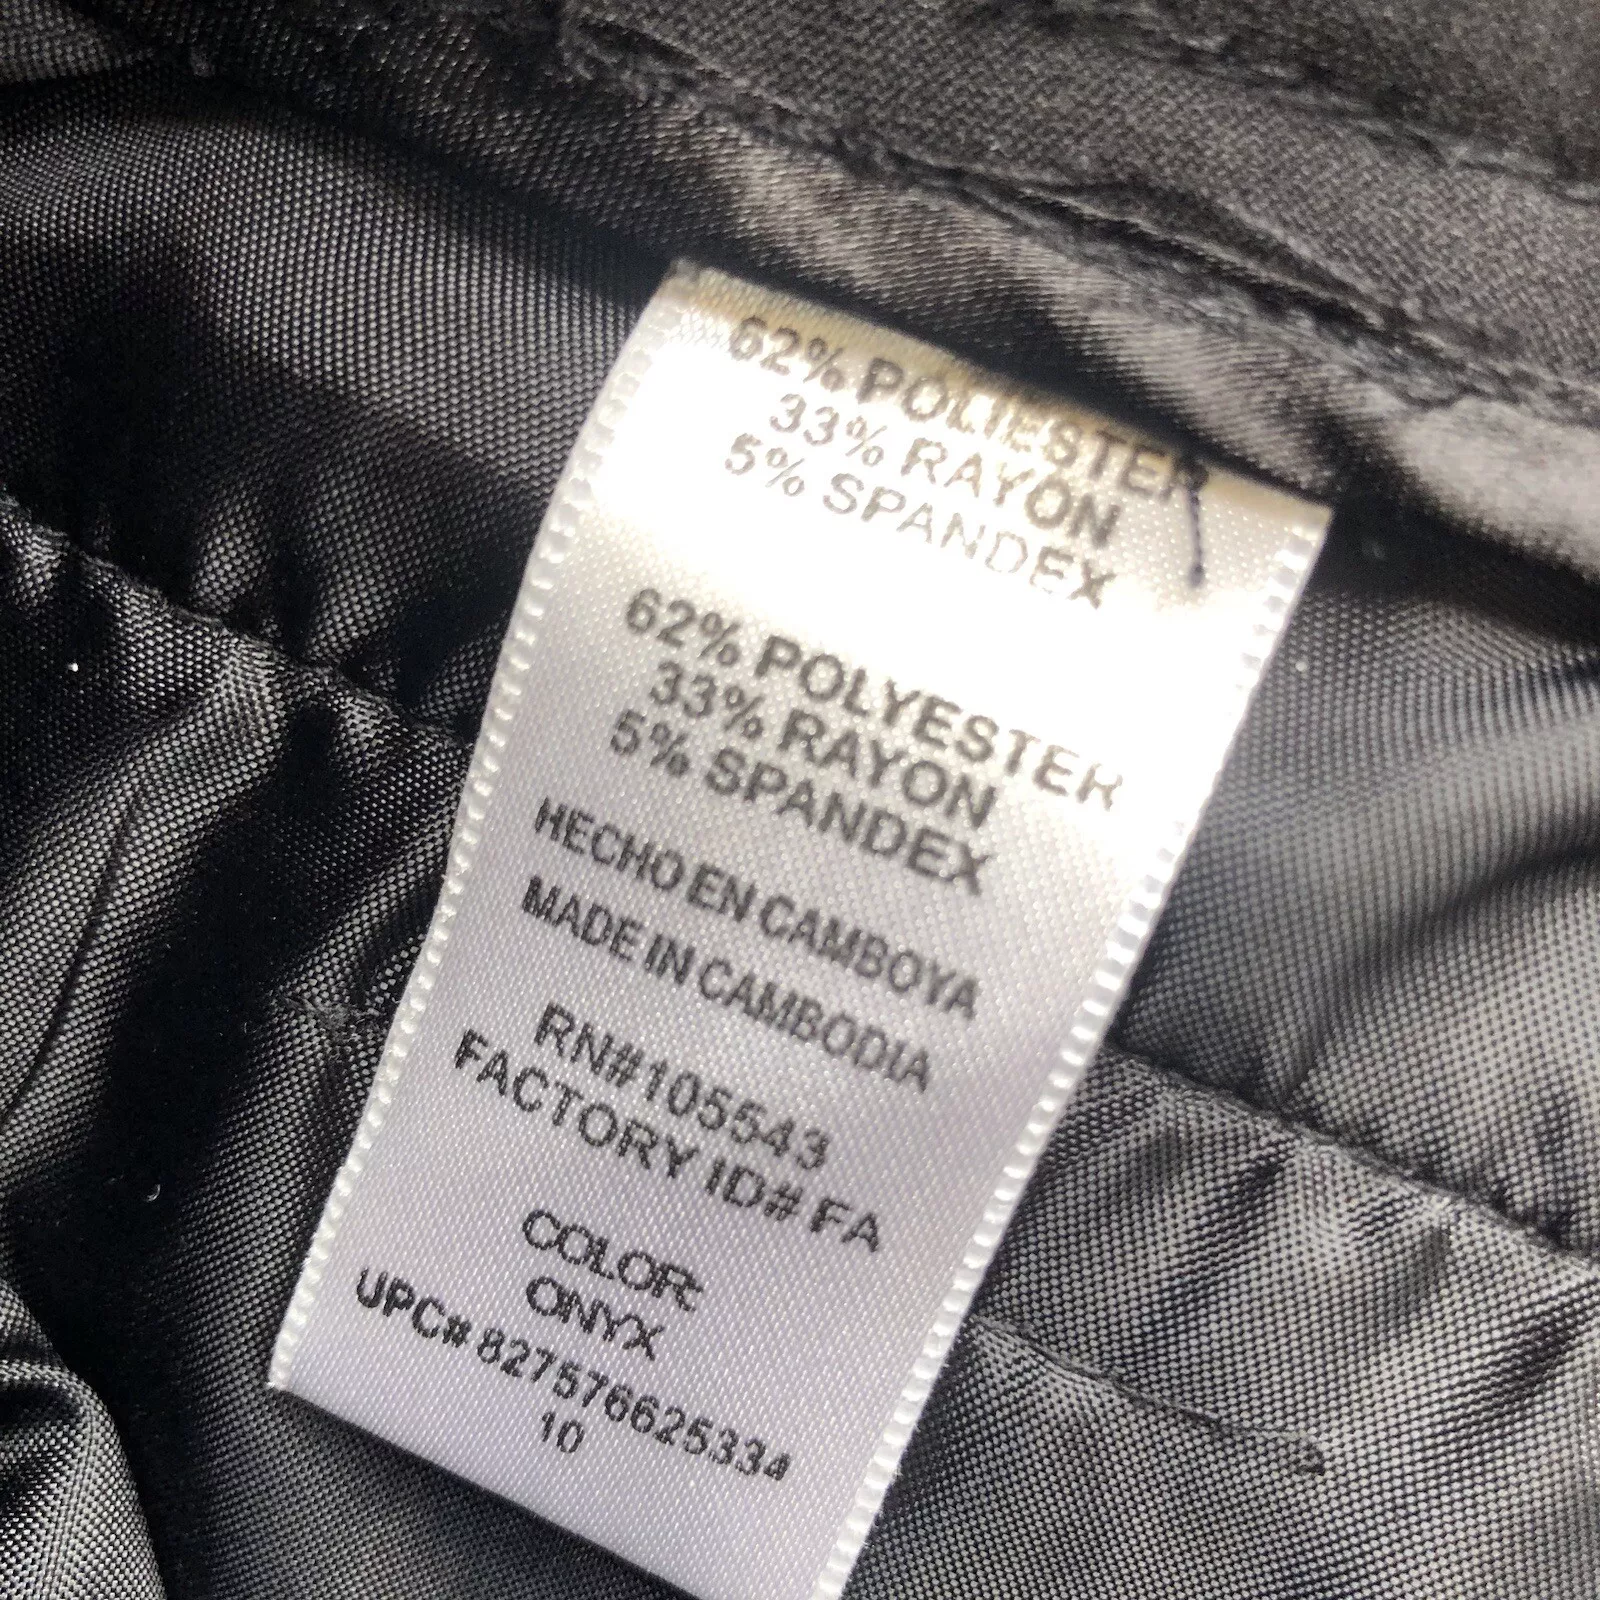 62% POLIESTER
33% RAYON
5% SPANDEX
62% POLYESTER
33% RAYON
5% SPANDEX
HECHO EN CAMBOYA
MADE IN CAMBODIA
RN#105543
FACTORY ID# FA
COLOR:
ONYX
UPC# 827576625334
10